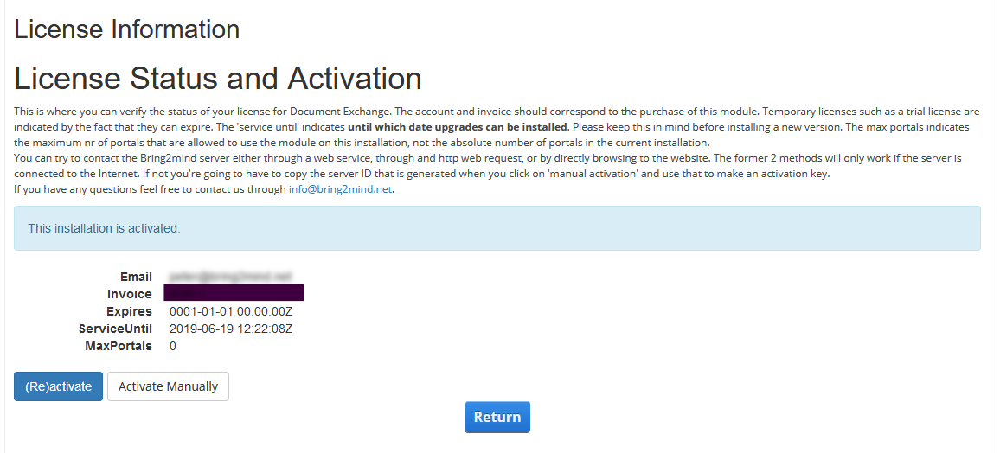 License Information
License Status and Activation
This is where you can verify the status of your license for Document Exchange. The account and invoice should correspond to the purchase of this module. Temporary licenses such as a trial license are
indicated by the fact that they can expire. The 'service until' indicates until which date upgrades can be installed. Please keep this in mind before installing a new version. The max portals indicates
the maximum nr of portals that are allowed to use the module on this installation, not the absolute number of portals in the current installation.
You can try to contact the Bring2mind server either through a web service, through and http web request, or by directly browsing to the website. The former 2 methods will only work if the server is
connected to the Internet. If not you're going to have to copy the server ID that is generated when you click on 'manual activation' and use that to make an activation key.
If you have any questions feel free to contact us through info@bring2mind.net.
This installation is activated.
Email
Invoice
Expires 0001-01-01 00:00:00Z
ServiceUntil 2019-06-19 12:22:08Z
MaxPortals 0
(Re)activate Activate Manually
Return